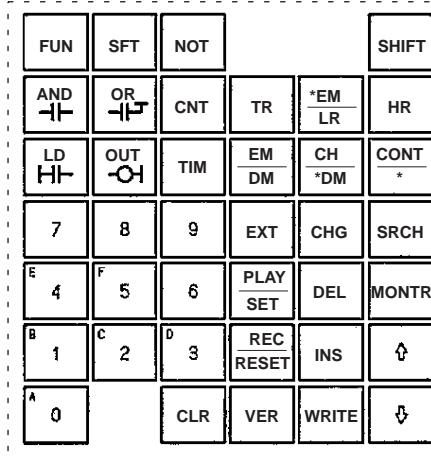 FUN SFT NOT SHIFT
AND OR CNT TR *EM LR HR
LD OUT TIM EM DM CH *DM CONT *
7 8 9 EXT CHG SRCH
E 4 F 5 6 PLAY SET DEL MONTR
B 1 C 2 D 3 REC RESET INS
A 0 CLR VER WRITE